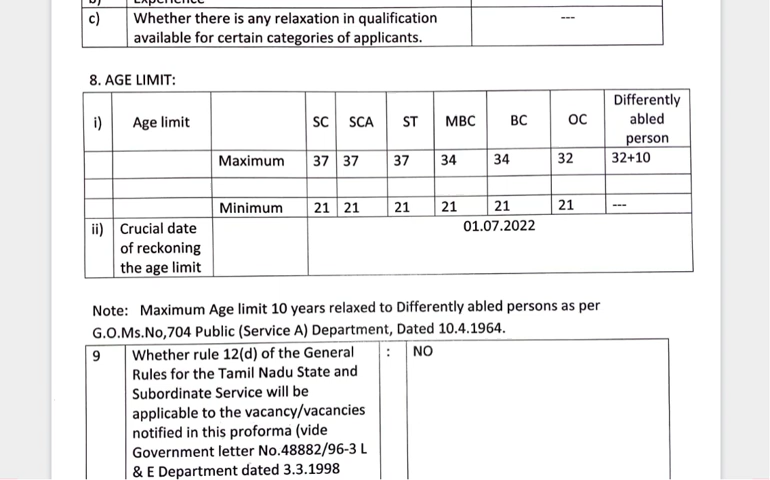 b) Experience
c) Whether there is any relaxation in qualification ---
available for certain categories of applicants.
8. AGE LIMIT:
i) Age limit SC SCA ST MBC BC OC Differently
abled
person
Maximum 37 37 37 34 34 32 32+10
Minimum 21 21 21 21 21 21 ---
ii) Crucial date 01.07.2022
of reckoning
the age limit
Note: Maximum Age limit 10 years relaxed to Differently abled persons as per
G.O.Ms.No,704 Public (Service A) Department, Dated 10.4.1964.
9 Whether rule 12(d) of the General : NO
Rules for the Tamil Nadu State and
Subordinate Service will be
applicable to the vacancy/vacancies
notified in this proforma (vide
Government letter No.48882/96-3 L
& E Department dated 3.3.1998